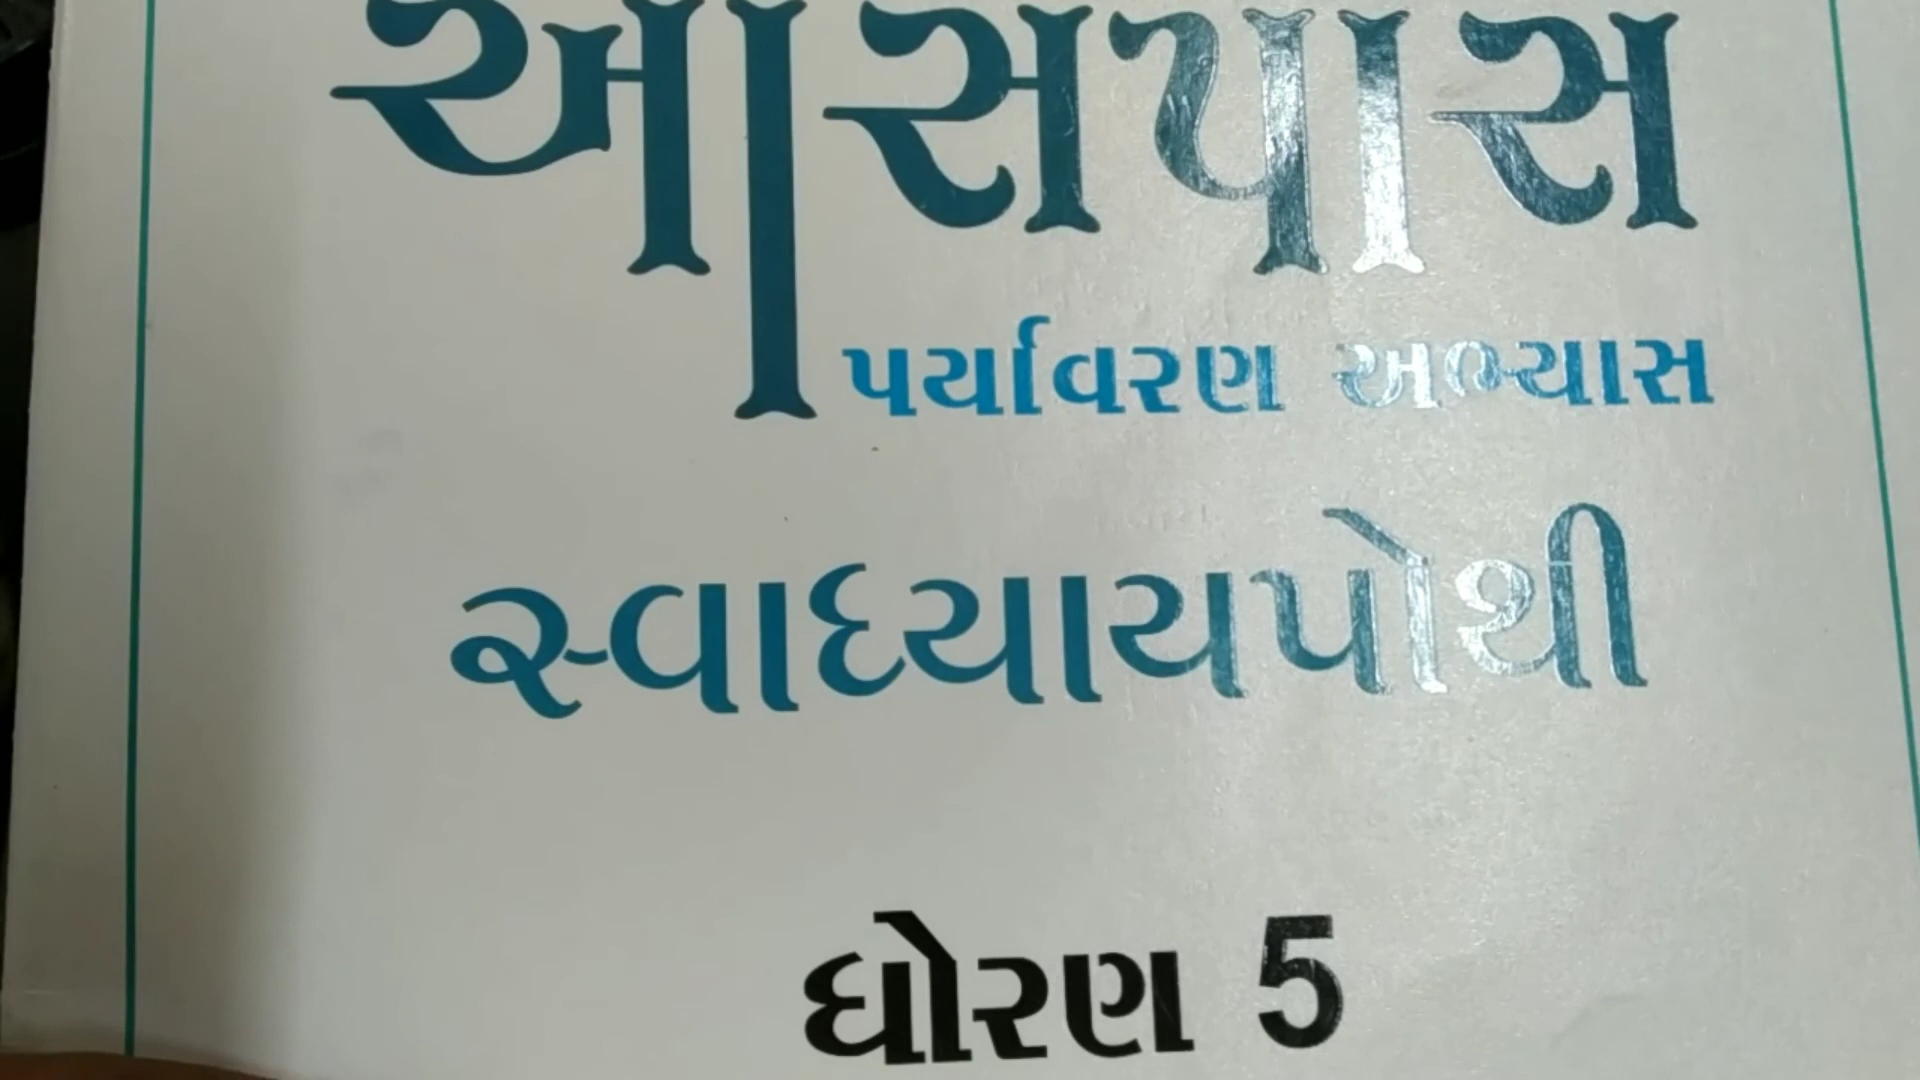 આસપાસ
પર્યાવરણ અભ્યાસ
સ્વાધ્યાયપોથી
ધોરણ 5